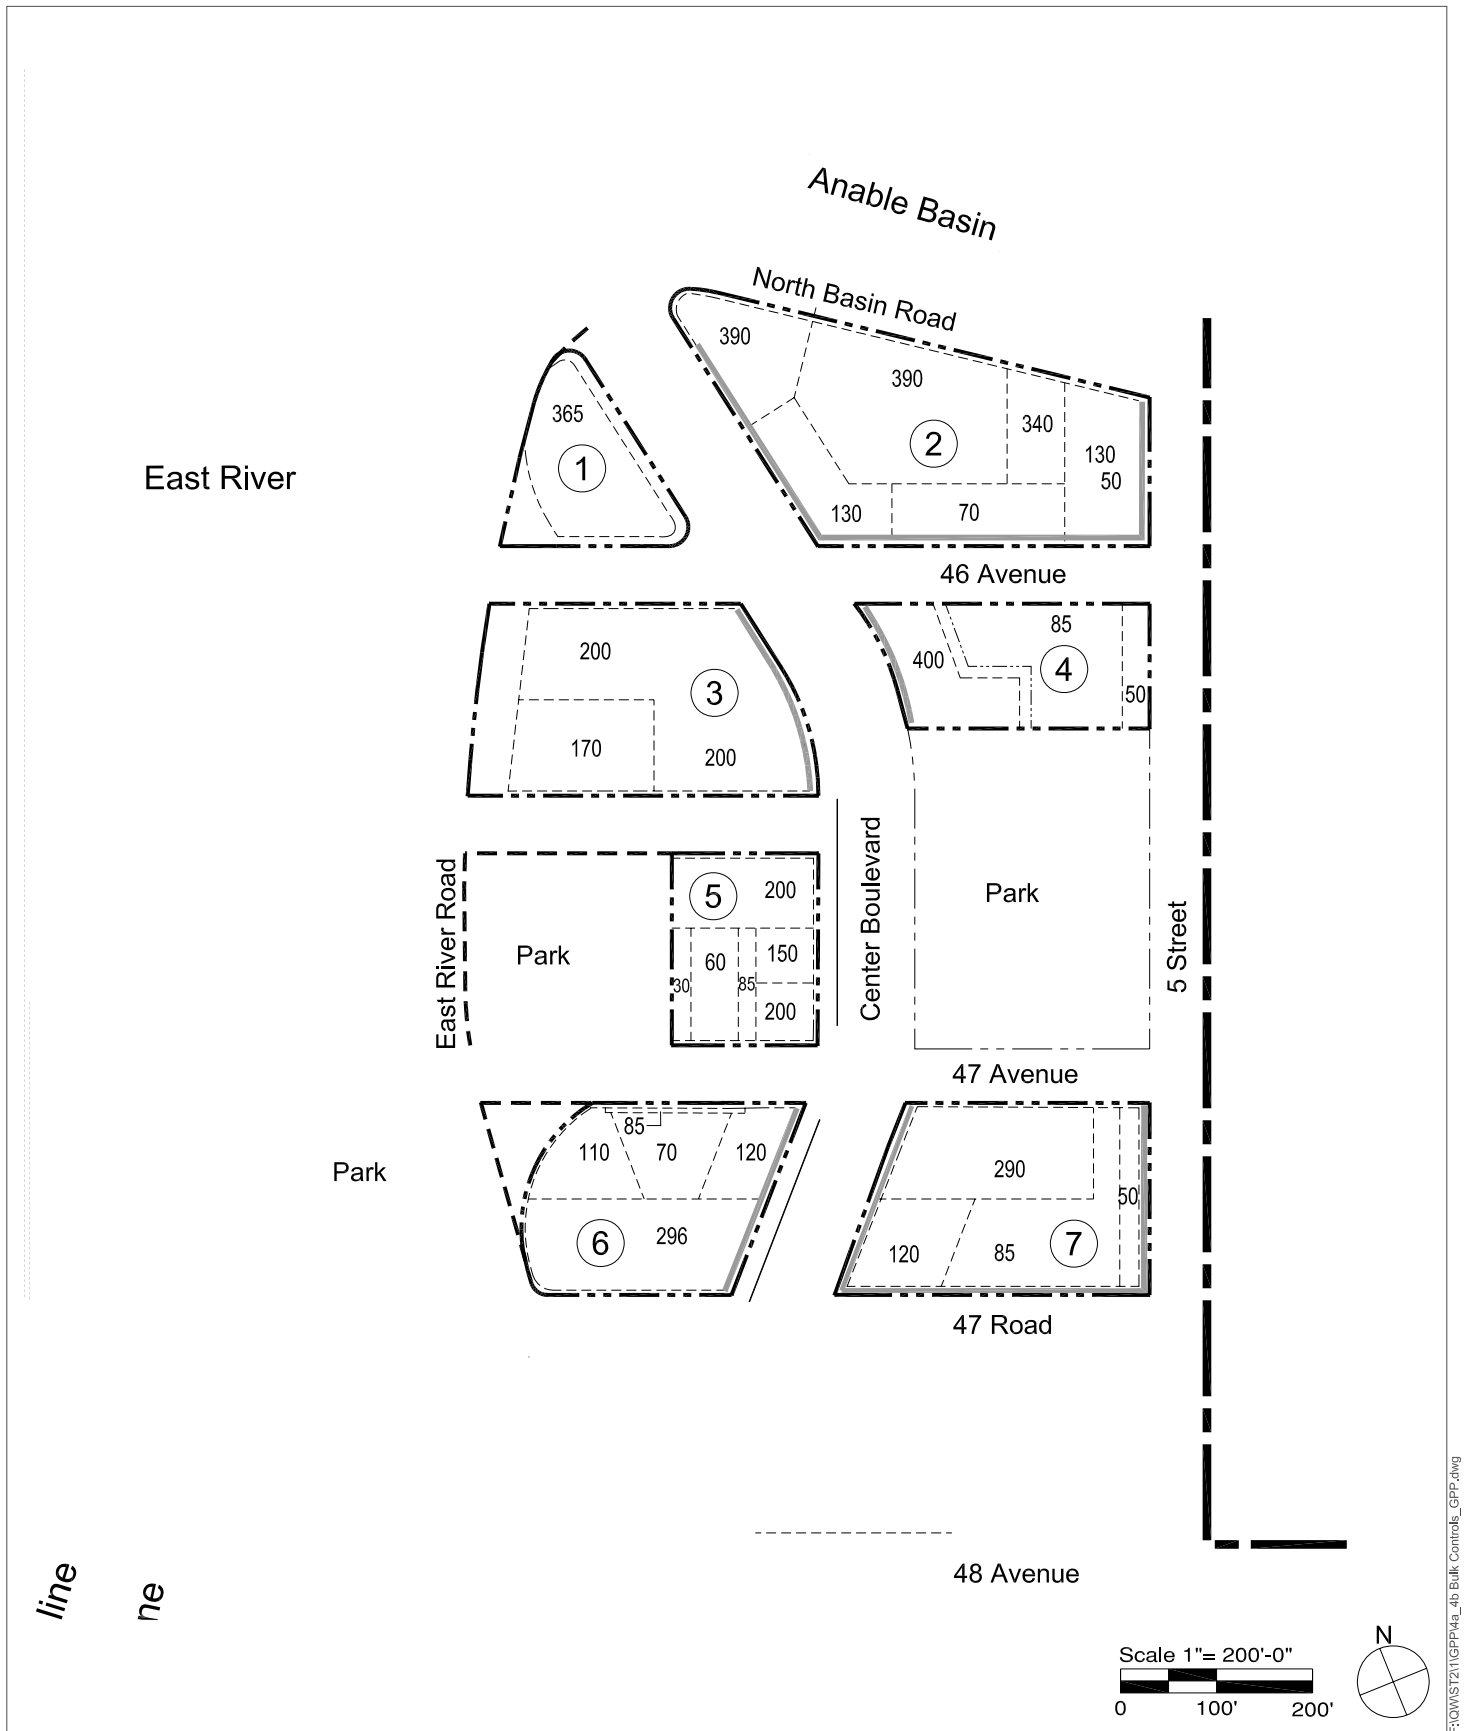 Anable Basin
North Basin Road
390
390
365
340
1
2
130
50
East River
130
70
46 Avenue
85
200
400
4
3
50
170
200
Center Boulevard
East River Road
5
200
Park
5 Street
Park
60
150
30
85
200
47 Avenue
85
110
70
120
Park
290
50
296
6
120
85
7
47 Road
48 Avenue
line
ne
N
Scale 1"= 200'-0"
0
100'
200'
F:\QW\ST2\1\GPP\4a_4b Bulk Controls_GPP.dwg